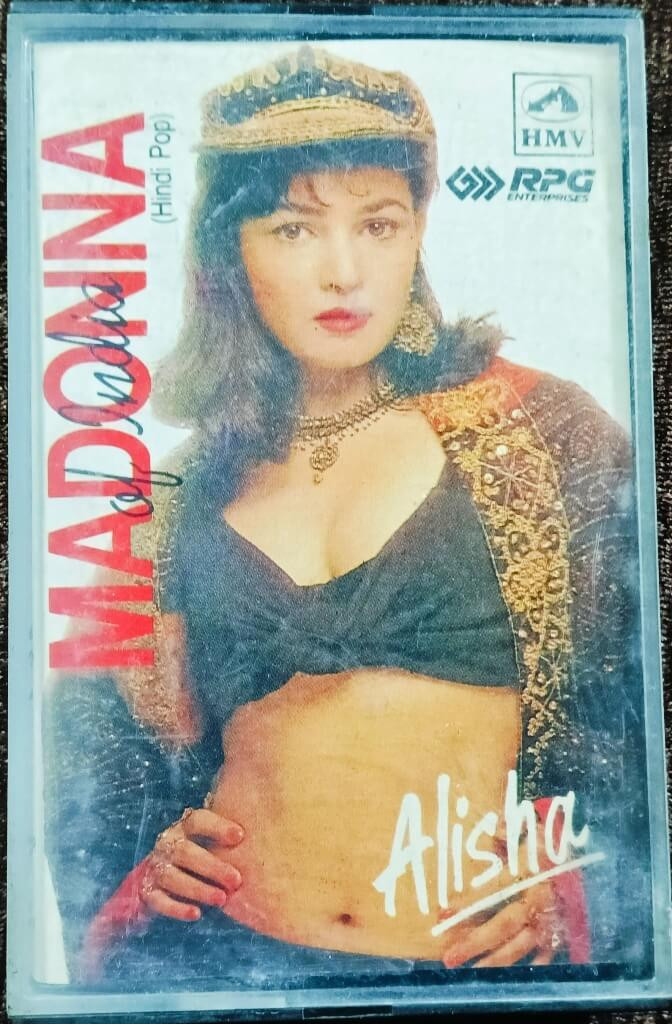 MADONNA
of India
(Hindi Pop)
HMV
RPG
ENTERPRISES
Alisha